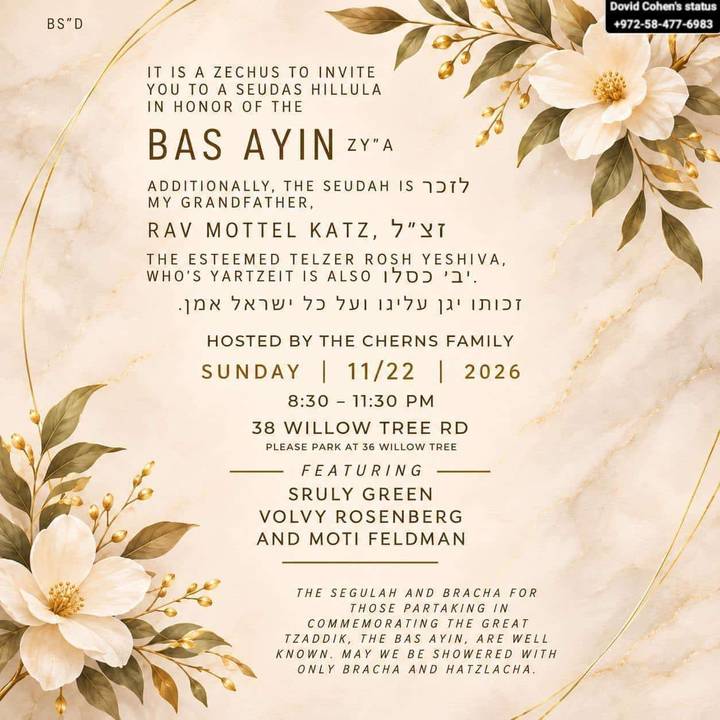 BS"D
Dovid Cohen's status
+972-58-477-6983
IT IS A ZECHUS TO INVITE
YOU TO A SEUDAS HILLULA
IN HONOR OF THE
BAS AYIN ZY"A
ADDITIONALLY, THE SEUDAH IS לזכר
MY GRANDFATHER,
RAV MOTTEL KATZ, זצ"ל
THE ESTEEMED TELZER ROSH YESHIVA,
WHO'S YARTZEIT IS ALSO יב' כסלו.
זכותו יגן עלינו ועל כל ישראל אמן.
HOSTED BY THE CHERNS FAMILY
SUNDAY | 11/22 | 2026
8:30 – 11:30 PM
38 WILLOW TREE RD
PLEASE PARK AT 36 WILLOW TREE
FEATURING
SRULY GREEN
VOLVY ROSENBERG
AND MOTI FELDMAN
THE SEGULAH AND BRACHA FOR
THOSE PARTAKING IN
COMMEMORATING THE GREAT
TZADDIK, THE BAS AYIN, ARE WELL
KNOWN. MAY WE BE SHOWERED WITH
ONLY BRACHA AND HATZLACHA.